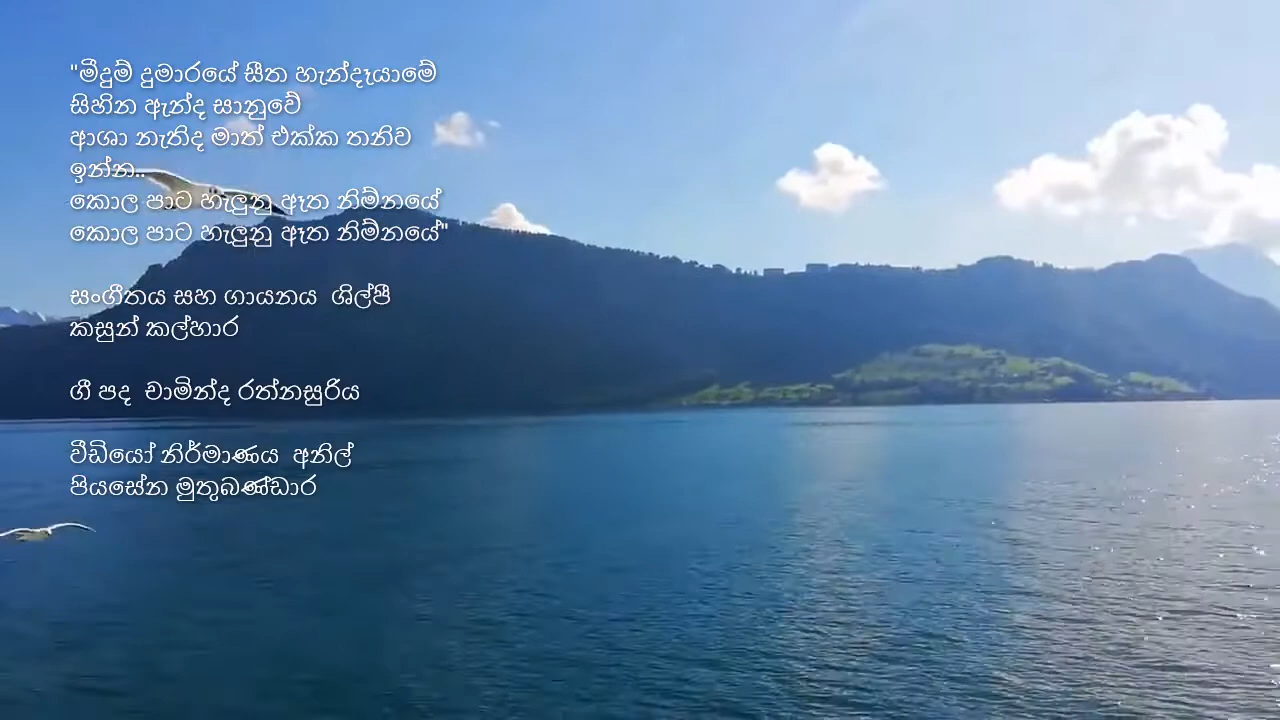 "මීදුම් දුමාරයේ සීත හැන්දෑයාමේ
සිහින ඇන්ද සානුවේ
ආශා නැතිද මාත් එක්ක තනිව
ඉන්න..
කොල පාට හැලුනු ඈත නිම්නයේ
කොල පාට හැලුනු ඈත නිම්නයේ"
සංගීතය සහ ගායනය  ශිල්පී
කසුන් කල්හාර
ගී පද  චාමින්ද රත්නසුරිය
වීඩියෝ නිර්මාණය  අනිල්
පියසේන මුතුබණ්ඩාර